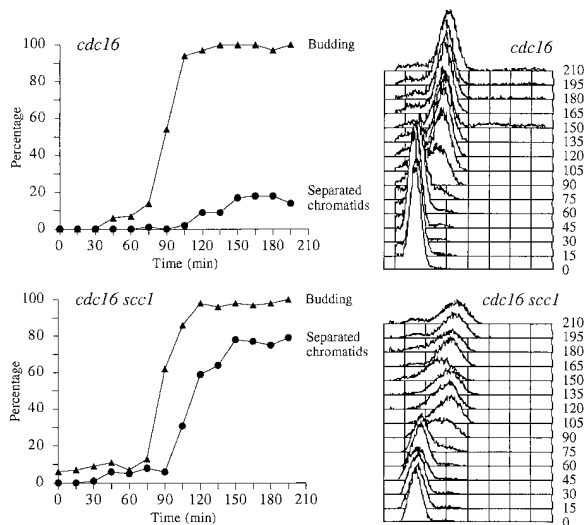 cdc16
Percentage
100
80
60
40
20
0
Budding
Separated
chromatids
0 30 60 90 120 150 180 210
Time (min)
cdc16
210
195
180
165
150
135
120
105
90
75
60
45
30
15
0
cdc16 scc1
Percentage
100
80
60
40
20
0
Budding
Separated
chromatids
0 30 60 90 120 150 180 210
Time (min)
cdc16 scc1
210
195
180
165
150
135
120
105
90
75
60
45
30
15
0